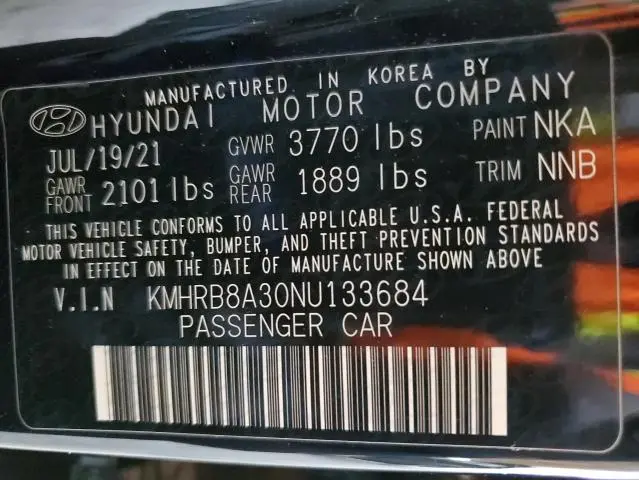 MANUFACTURED IN KOREA BY
HYUNDAI MOTOR COMPANY
JUL/19/21 GVWR 3770 lbs PAINT NKA
GAWR FRONT 2101 lbs GAWR REAR 1889 lbs TRIM NNB
THIS VEHICLE CONFORMS TO ALL APPLICABLE U.S.A. FEDERAL
MOTOR VEHICLE SAFETY, BUMPER, AND THEFT PREVENTION STANDARDS
IN EFFECT ON THE DATE OF MANUFACTURE SHOWN ABOVE
V.I.N KMHRB8A30NU133684
PASSENGER CAR